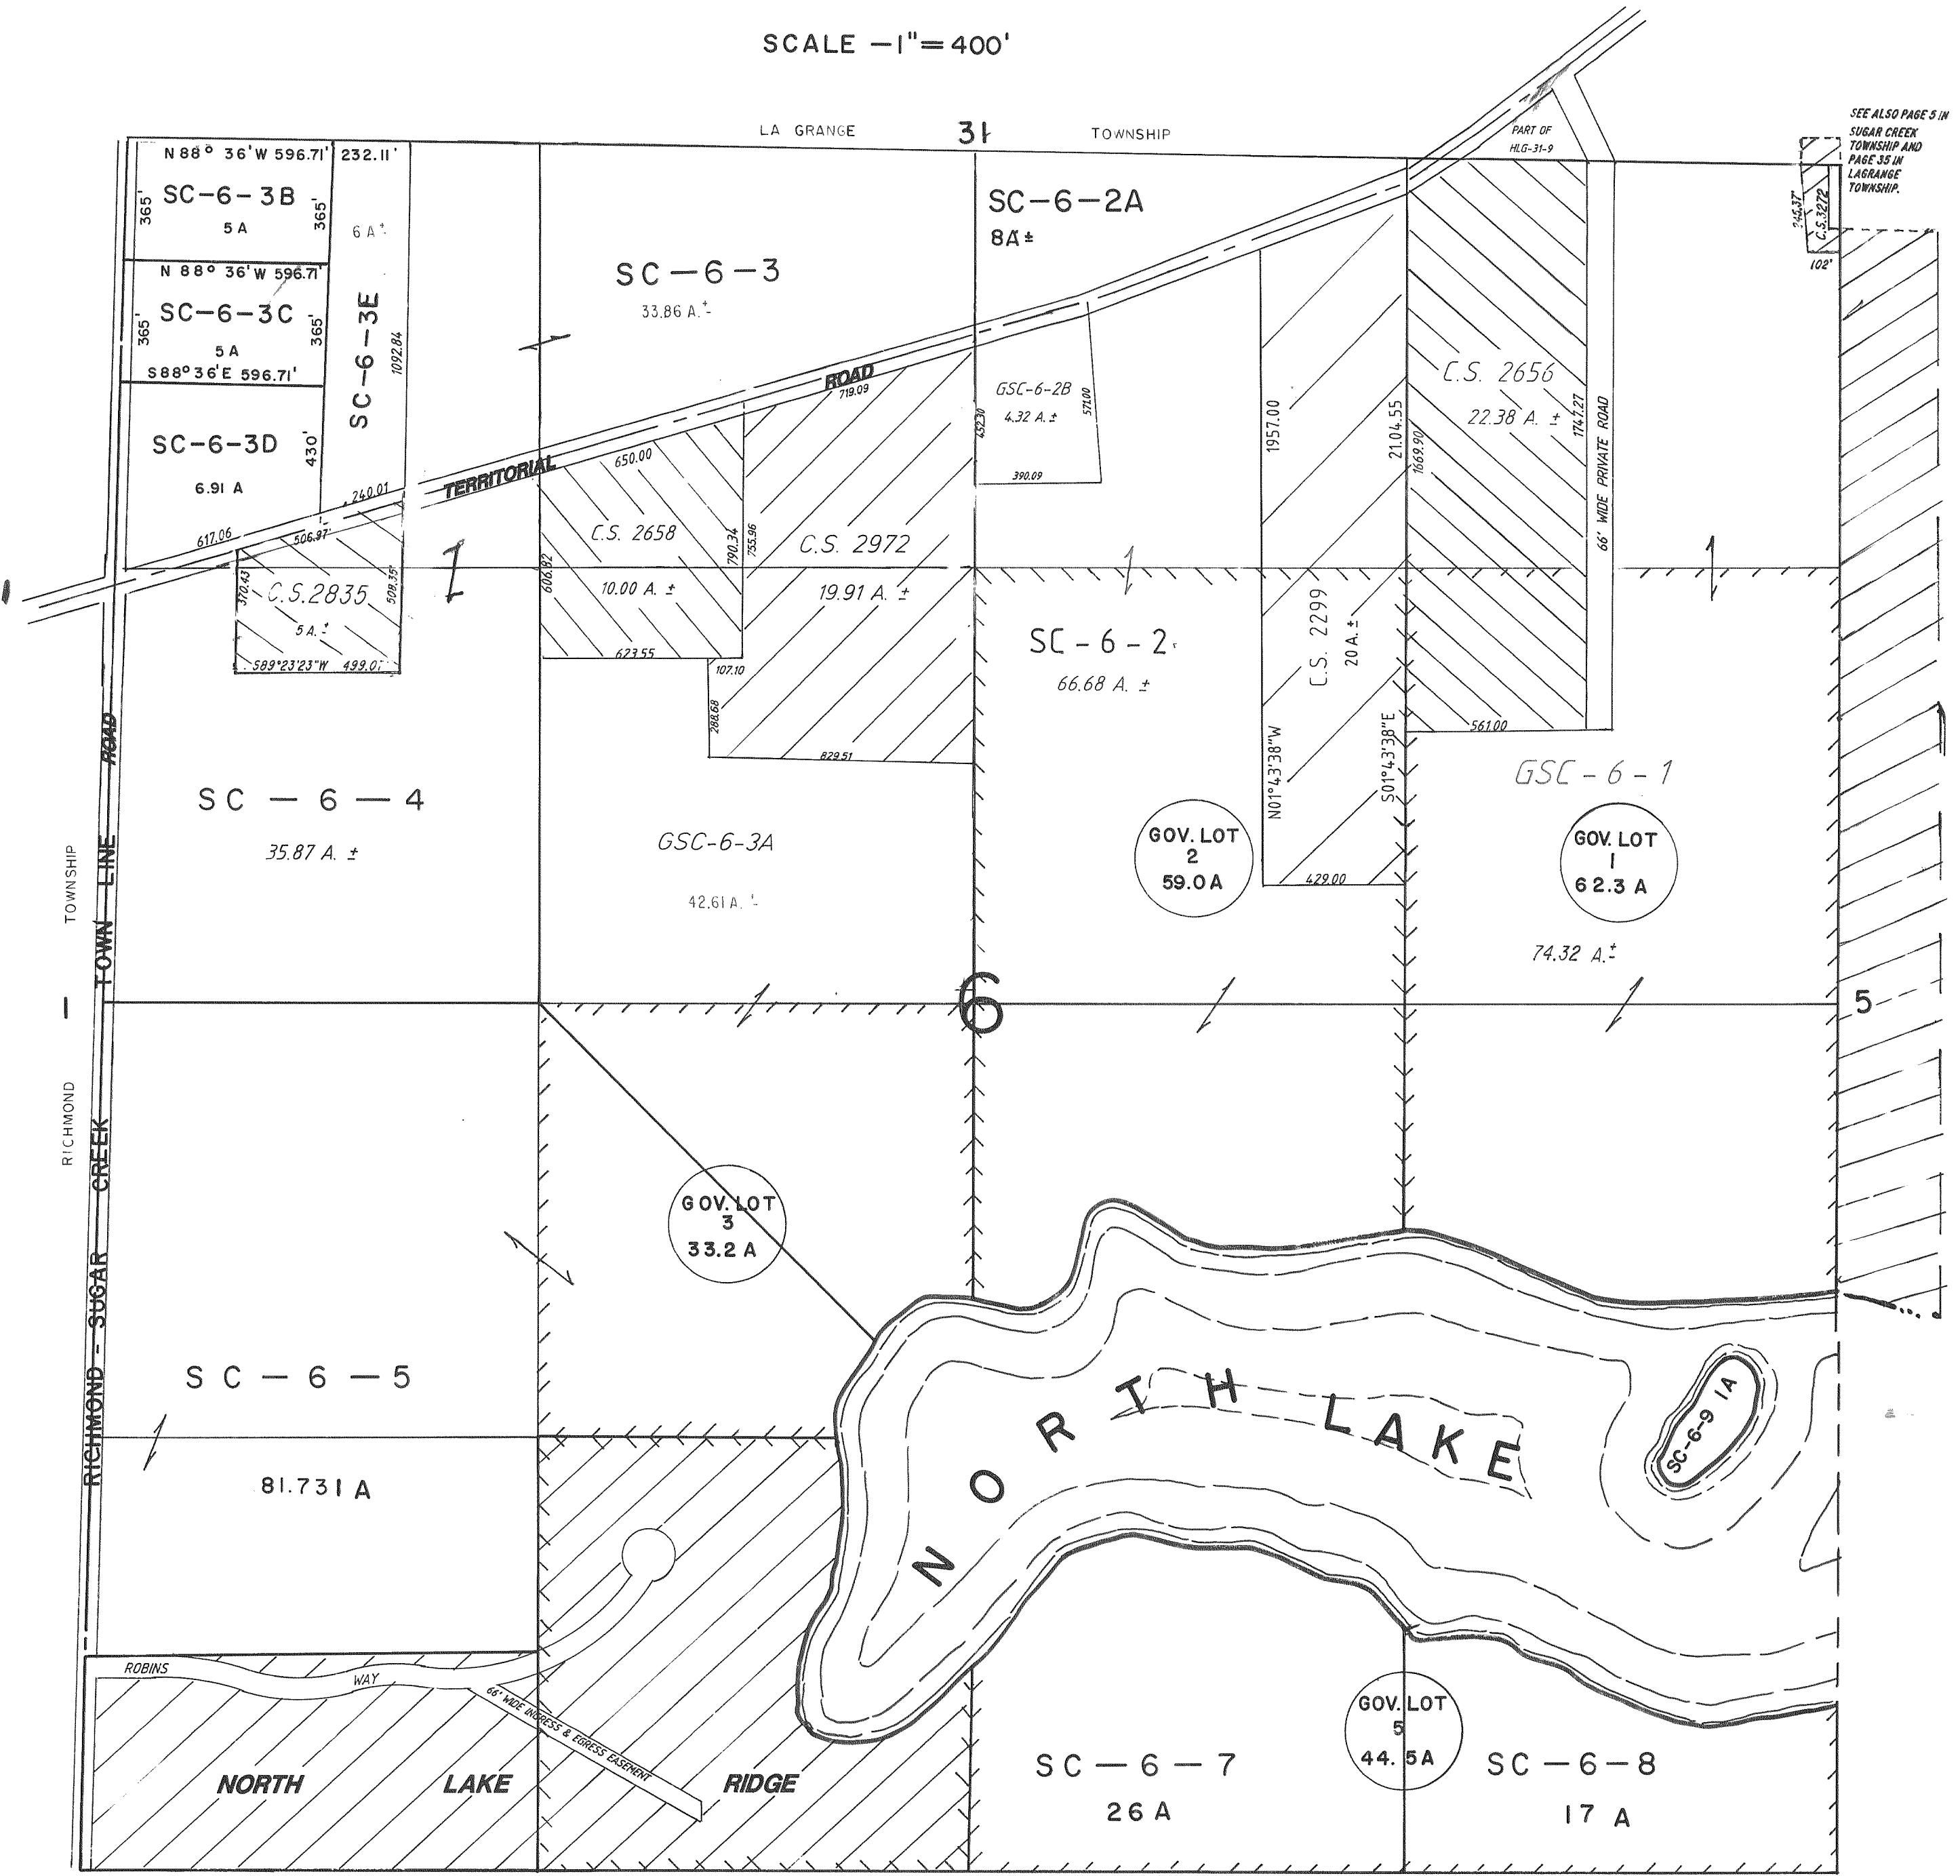 SCALE –1"= 400'
LA GRANGE 31 TOWNSHIP
PART OF
HLG-31-9
SEE ALSO PAGE 5 IN
SUGAR CREEK
TOWNSHIP AND
PAGE 35 IN
LAGRANGE
TOWNSHIP.
N 88° 36' W 596.71'
232.11'
365'
SC-6-3B
365'
5 A
6 A±
N 88° 36' W 596.71'
365'
SC-6-3C
365'
5 A
S 88° 36' E 596.71'
SC-6-3E
1092.84
SC-6-3D
430'
6.91 A
SC-6-3
33.86 A.±
SC-6-2A
8A±
245.37'
C.S.3272
102'
617.06
240.01
506.97'
TERRITORIAL
ROAD
650.00
719.09
GSC-6-2B
4.32 A. ±
452.30
571.00
390.09
1957.00
21.04.55
1669.90
C.S. 2656
22.38 A. ±
1747.27
66' WIDE PRIVATE ROAD
561.00
370.43
C.S.2835
509.35'
5 A.±
S89°23'23"W 499.07
606.82
C.S. 2658
10.00 A. ±
790.34
755.96
623.55
C.S. 2972
19.91 A. ±
107.10
288.68
829.51
SC-6-2
66.68 A. ±
C.S. 2299
20 A. ±
N01°43'38"W
S01°43'38"E
429.00
GSC-6-1
SC-6-4
35.87 A. ±
GSC-6-3A
42.61 A. ±
GOV. LOT
2
59.0 A
GOV. LOT
1
62.3 A
74.32 A.±
RICHMOND 1 TOWNSHIP
RICHMOND - SUGAR CREEK TOWN LINE ROAD
6
5
GOV. LOT
3
33.2 A
SC-6-5
81.731 A
NORTH LAKE
SC-6-9 1A
ROBINS WAY
66' WIDE INGRESS & EGRESS EASEMENT
NORTH LAKE RIDGE
SC-6-7
26 A
GOV. LOT
5
44.5A
SC-6-8
17 A